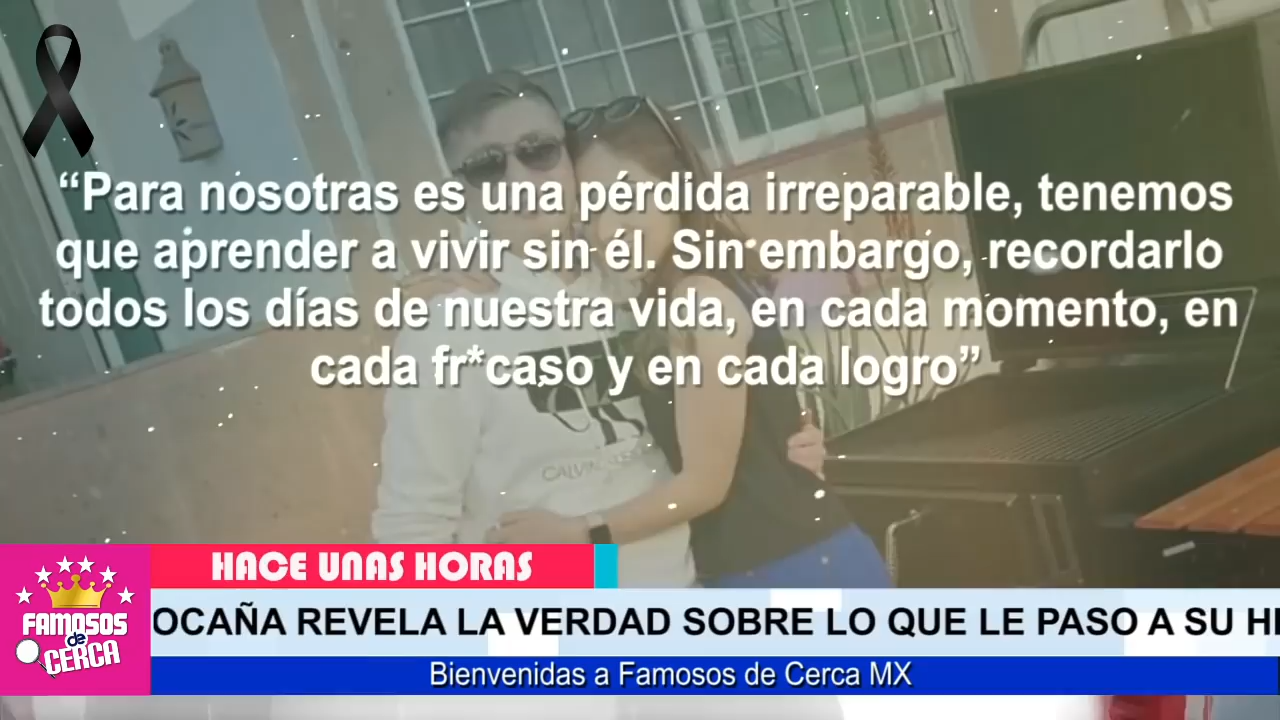 “Para nosotras es una pérdida irreparable, tenemos
que aprender a vivir sin él. Sin embargo, recordarlo
todos los días de nuestra vida, en cada momento, en
cada fr*caso y en cada logro”
CALVIN
HACE UNAS HORAS
FAMOSOS
de
CERCA
OCAÑA REVELA LA VERDAD SOBRE LO QUE LE PASO A SU
Bienvenidas a Famosos de Cerca MX